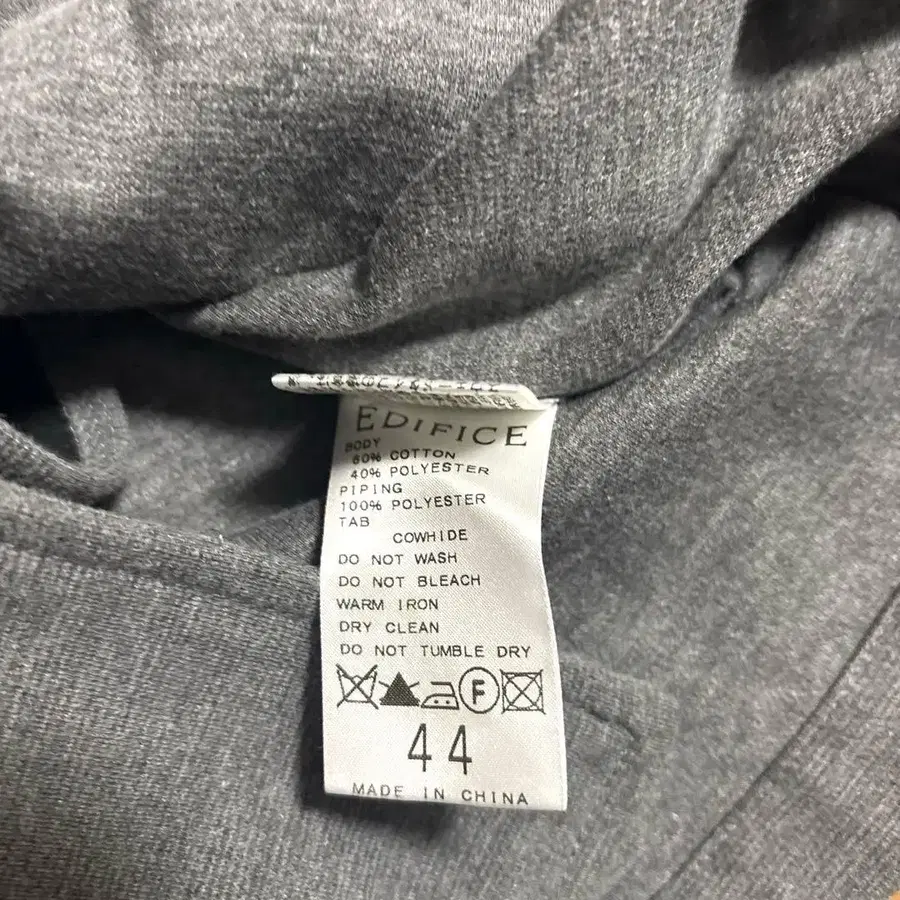 EDIFICE
BODY
60% COTTON
40% POLYESTER
PIPING
100% POLYESTER
TAB
COWHIDE
DO NOT WASH
DO NOT BLEACH
WARM IRON
DRY CLEAN
DO NOT TUMBLE DRY
F
44
MADE IN CHINA